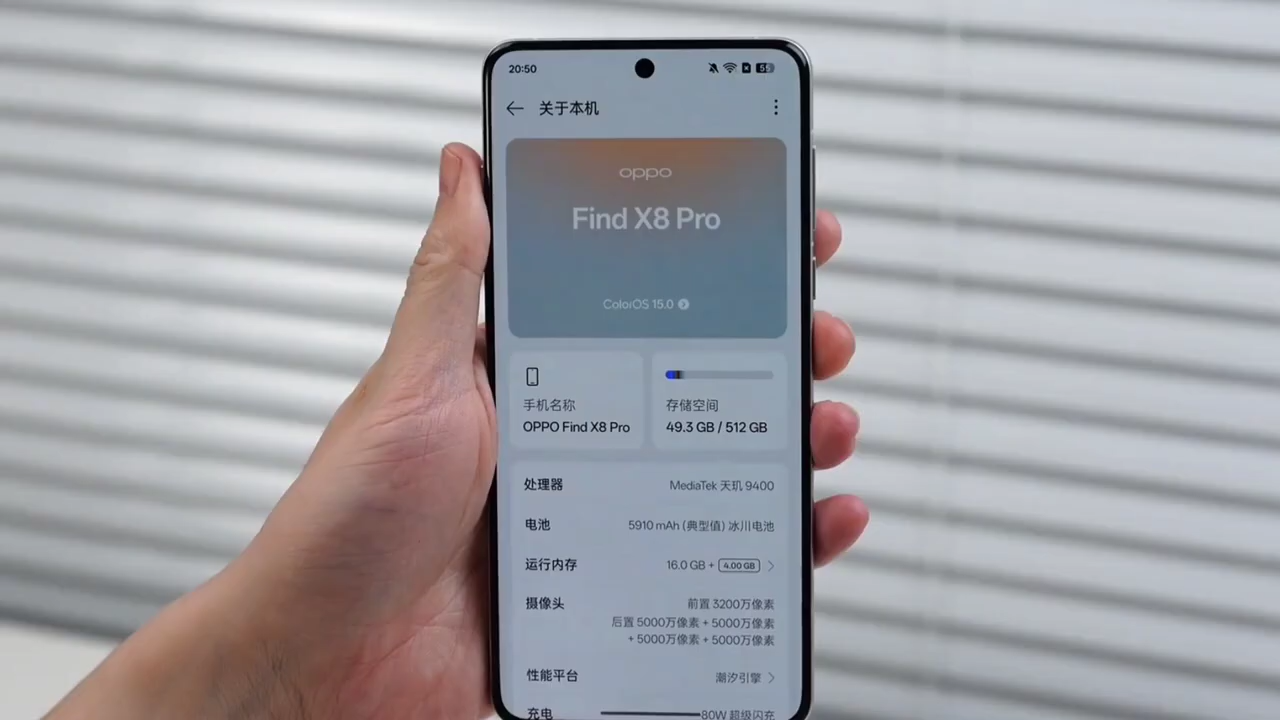 20:50
关于本机
oppo
Find X8 Pro
ColorOS 15.0
手机名称
OPPO Find X8 Pro
存储空间
49.3 GB / 512 GB
处理器 MediaTek 天玑 9400
电池 5910 mAh (典型值) 冰川电池
运行内存 16.0 GB + 4.00 GB
摄像头 前置 3200万像素
后置 5000万像素 + 5000万像素
+ 5000万像素 + 5000万像素
性能平台 潮汐引擎
充电 80W 超级闪充